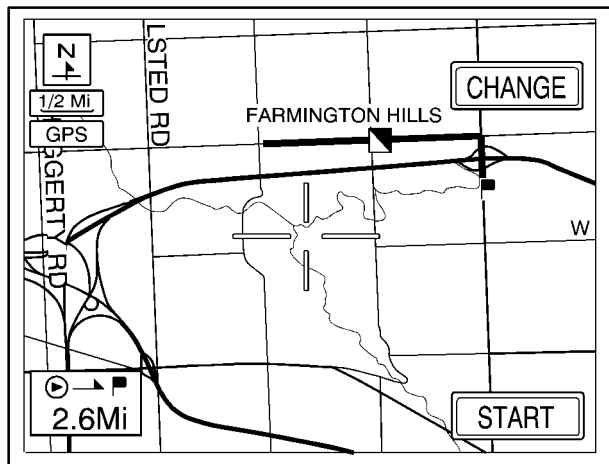 N
1/2 Mi
GPS
GGERTY RD
LSTED RD
FARMINGTON HILLS
CHANGE
W
2.6Mi
START